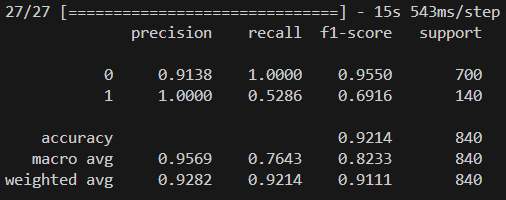 27/27 [==============================] - 15s 543ms/step
precision recall f1-score support
0 0.9138 1.0000 0.9550 700
1 1.0000 0.5286 0.6916 140
accuracy 0.9214 840
macro avg 0.9569 0.7643 0.8233 840
weighted avg 0.9282 0.9214 0.9111 840